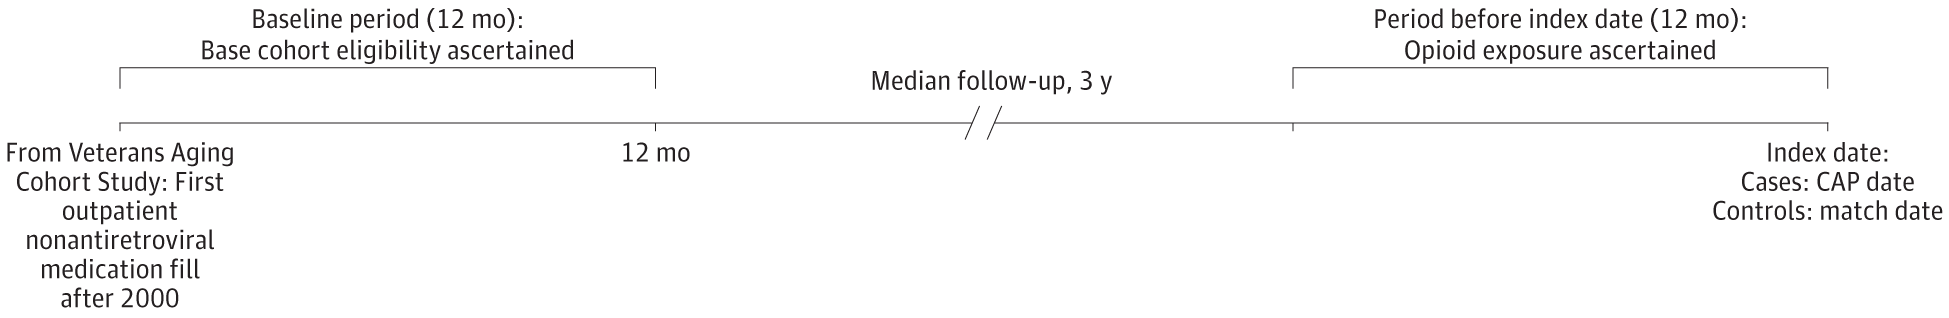 Baseline period (12 mo):
Base cohort eligibility ascertained
Median follow-up, 3 y
Period before index date (12 mo):
Opioid exposure ascertained
From Veterans Aging
Cohort Study: First
outpatient
nonantiretroviral
medication fill
after 2000
12 mo
Index date:
Cases: CAP date
Controls: match date